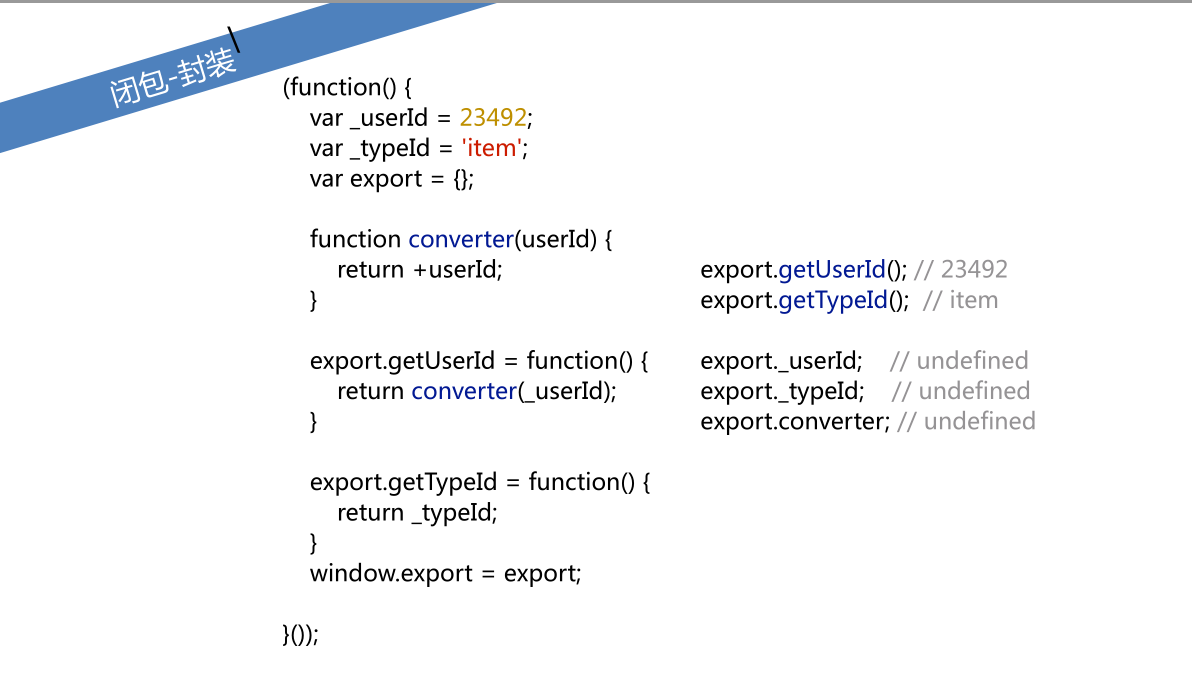 闭包-封装
(function() {
var _userId = 23492;
var _typeId = 'item';
var export = {};
function converter(userId) {
return +userId;
}
export.getUserId = function() {
return converter(_userId);
}
export.getTypeId = function() {
return _typeId;
}
window.export = export;
}());
export.getUserId(); // 23492
export.getTypeId(); // item
export._userId; // undefined
export._typeId; // undefined
export.converter; // undefined